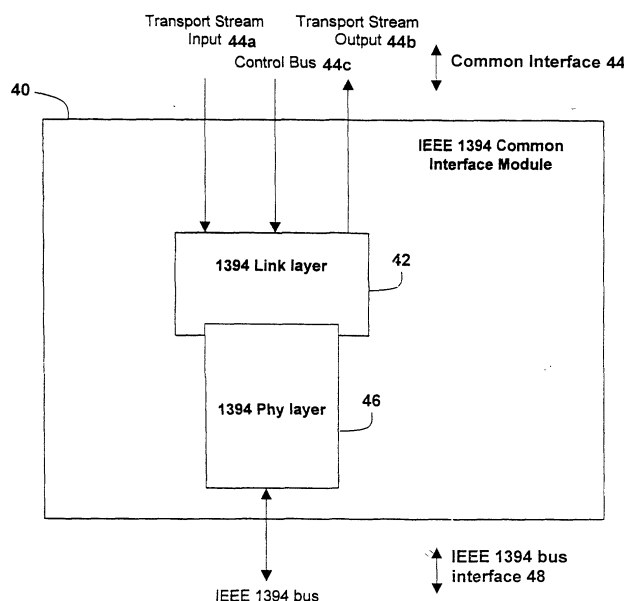 Transport Stream
Input 44a
Transport Stream
Output 44b
Control Bus 44c
Common Interface 44
40
IEEE 1394 Common
Interface Module
1394 Link layer
42
1394 Phy layer
46
IEEE 1394 bus
IEEE 1394 bus
interface 48